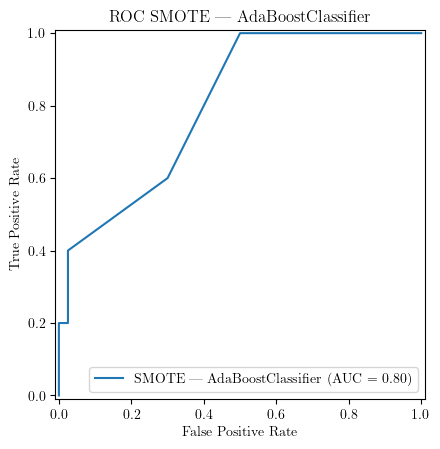 ROC SMOTE — AdaBoostClassifier
1.0
0.8
0.6
0.4
0.2
0.0
True Positive Rate
SMOTE — AdaBoostClassifier (AUC = 0.80)
0.0 0.2 0.4 0.6 0.8 1.0
False Positive Rate